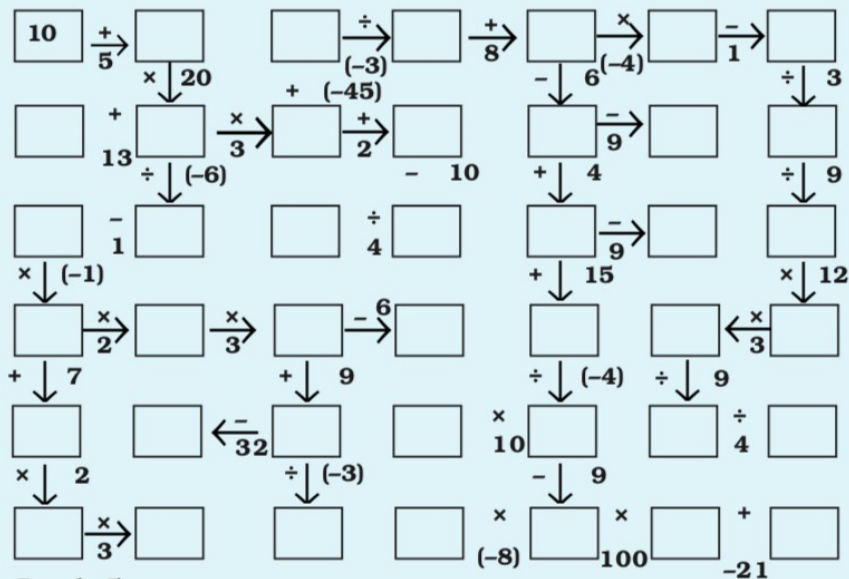 10 + 5 ÷ (–3) + 8 × (–4) – 1
× 20 + (–45) – 6 ÷ 3
+ 13 × 3 + 2 – 9
÷ (–6) – 10 + 4 ÷ 9
– 1 ÷ 4 – 9
× (–1) + 15 × 12
× 2 × 3 – 6 × 3
+ 7 + 9 ÷ (–4) ÷ 9
– 32 × 10 ÷ 4
× 2 ÷ (–3) – 9
× 3 × (–8) × 100 + –21